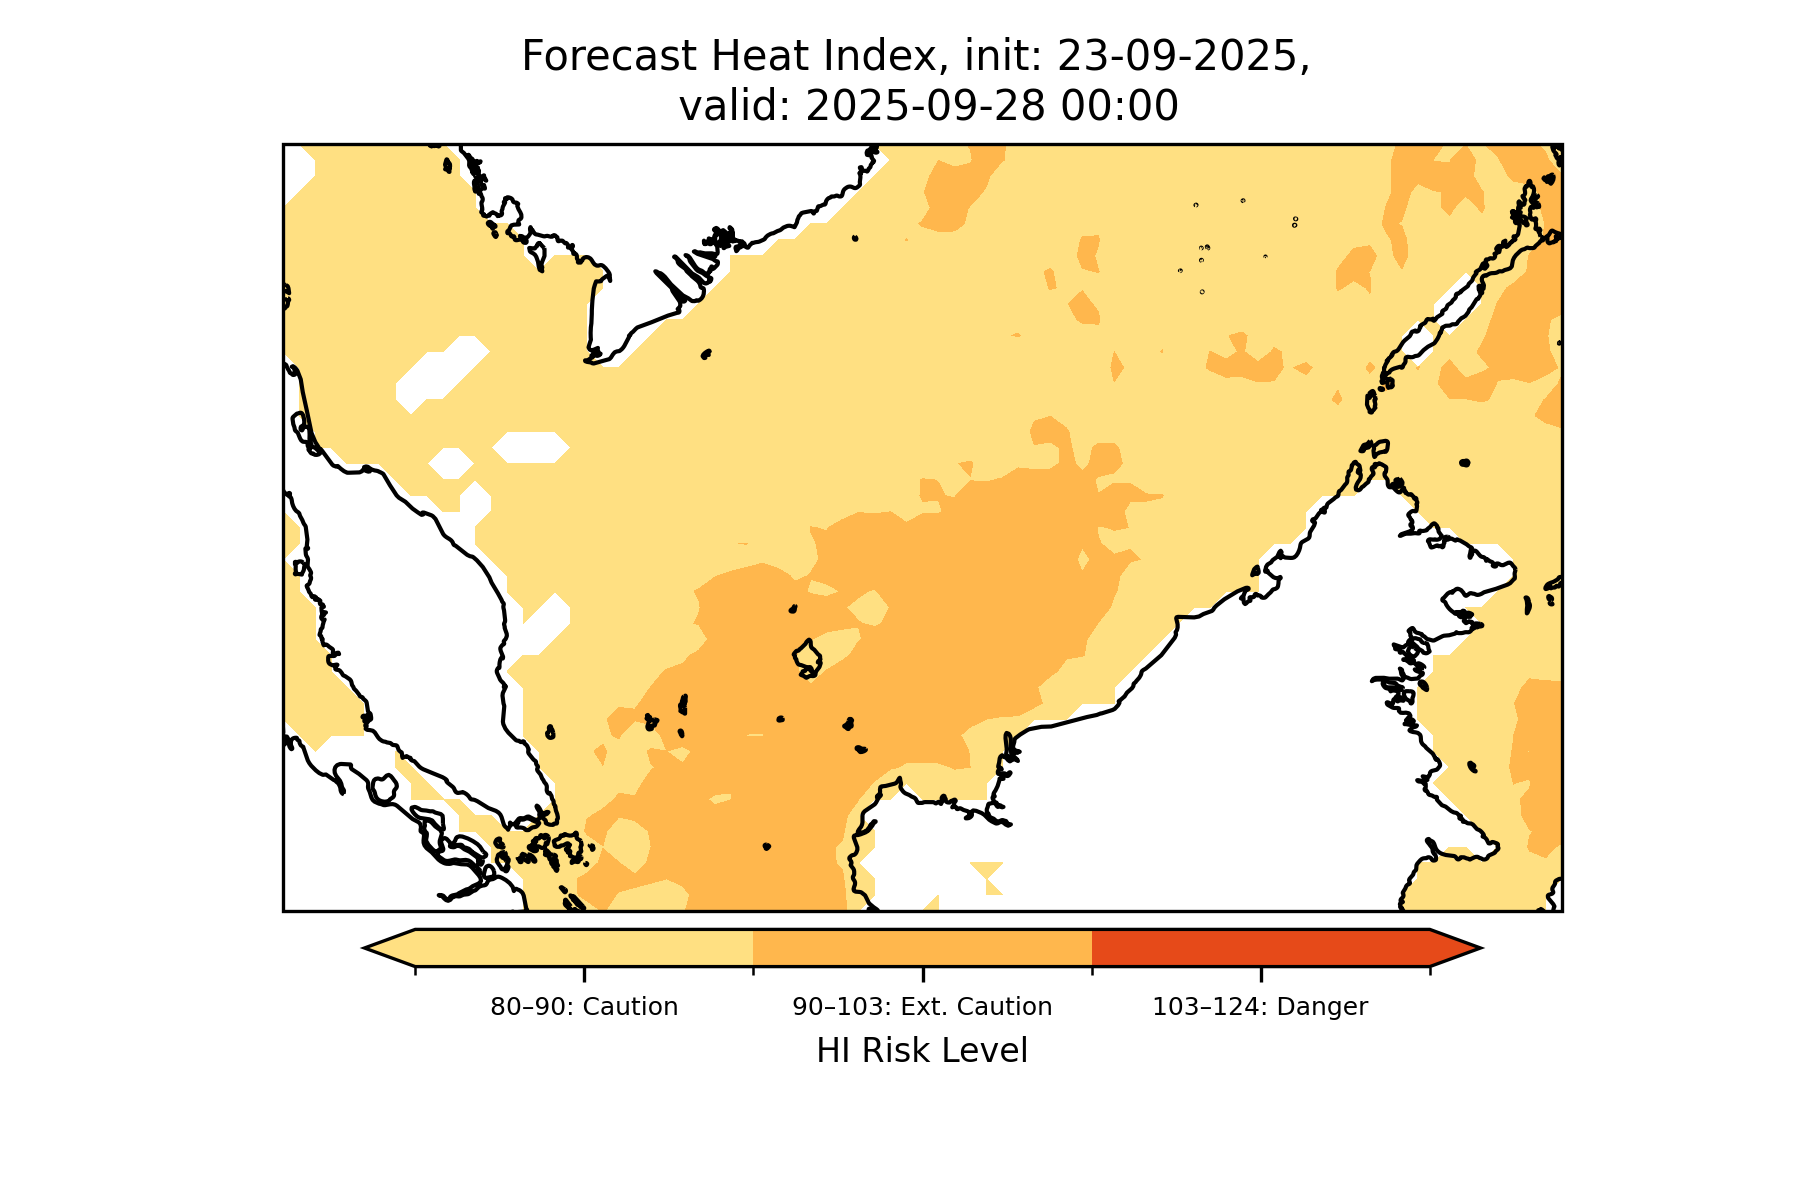 Forecast Heat Index, init: 23-09-2025,
valid: 2025-09-28 00:00
80–90: Caution
90–103: Ext. Caution
103–124: Danger
HI Risk Level